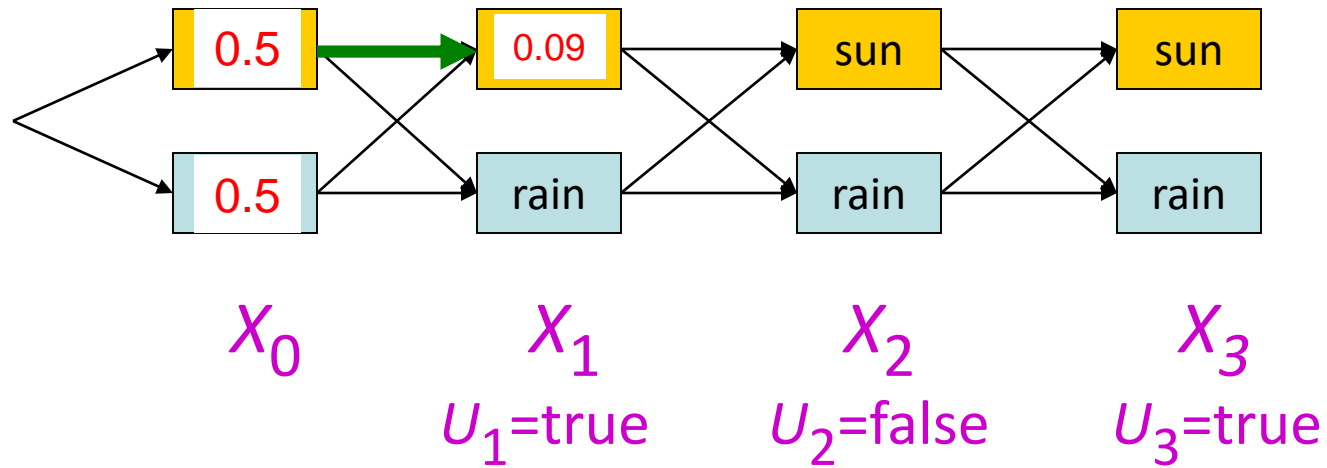 0.5 0.09 sun sun
0.5 rain rain rain
X0 X1 X2 X3
U1=true U2=false U3=true